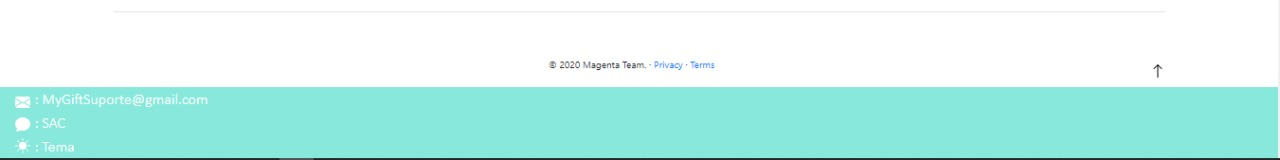 © 2020 Magenta Team. · Privacy · Terms
: MyGiftSuporte@gmail.com
: SAC
: Tema